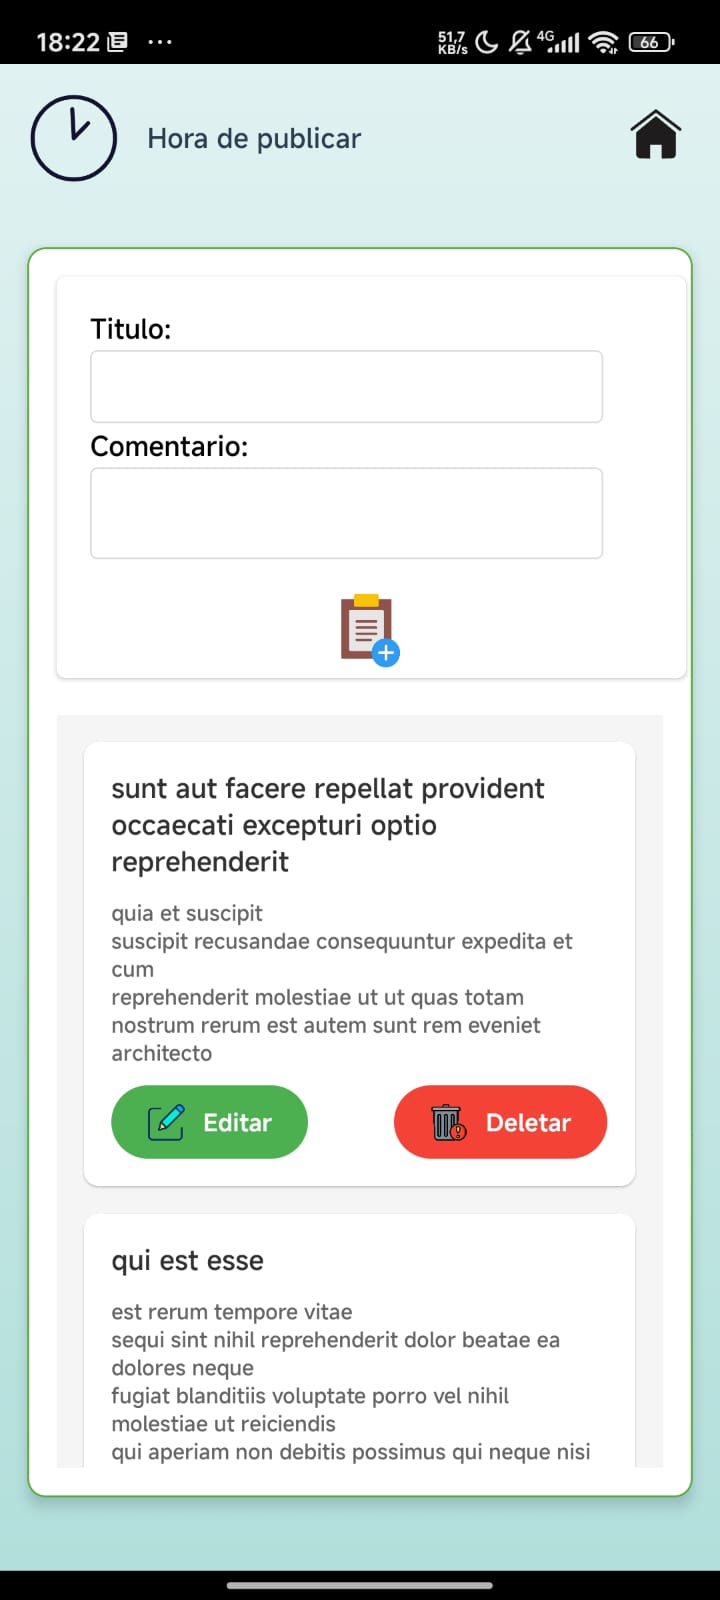 18:22 ... 51,7 KB/s 4G 66
Hora de publicar
Titulo:
Comentario:
sunt aut facere repellat provident
occaecati excepturi optio
reprehenderit
quia et suscipit
suscipit recusandae consequuntur expedita et
cum
reprehenderit molestiae ut ut quas totam
nostrum rerum est autem sunt rem eveniet
architecto
Editar Deletar
qui est esse
est rerum tempore vitae
sequi sint nihil reprehenderit dolor beatae ea
dolores neque
fugiat blanditiis voluptate porro vel nihil
molestiae ut reiciendis
qui aperiam non debitis possimus qui neque nisi